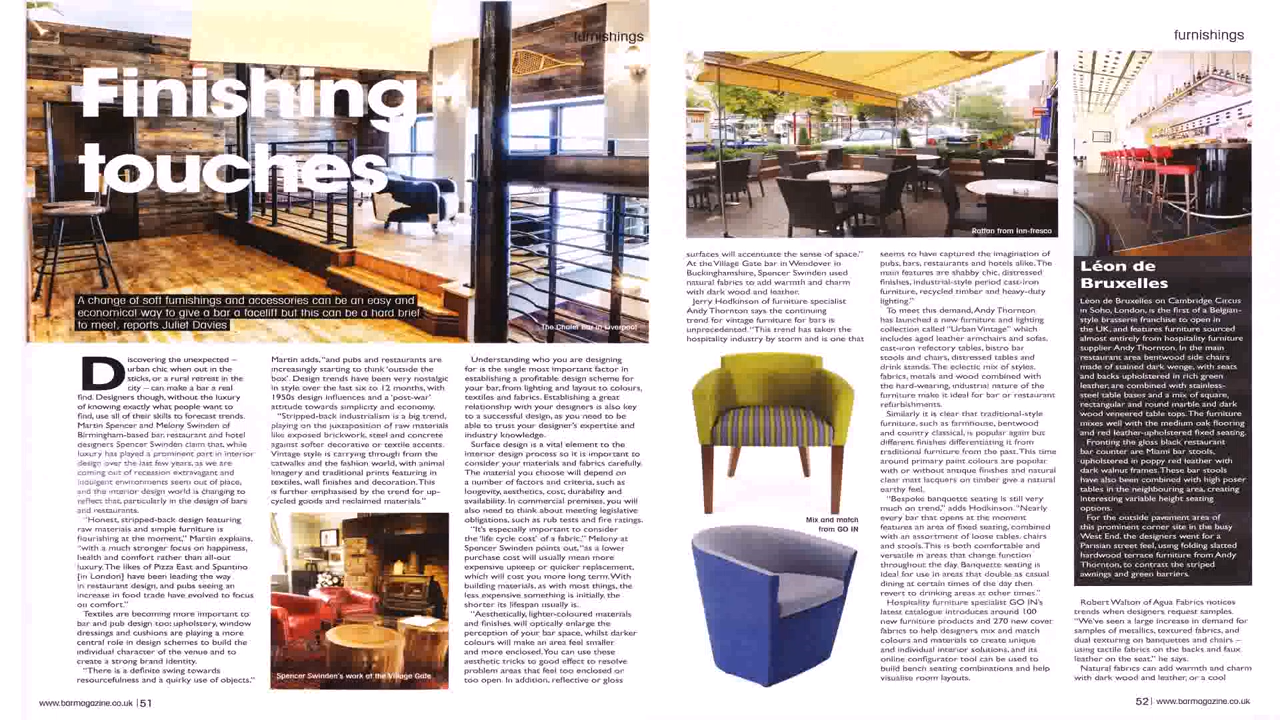 furnishings
Finishing
touches
A change of soft furnishings and accessories can be an easy and
economical way to give a bar a facelift but this can be a hard brief
to meet, reports Juliet Davies
The Chalet Bar in Liverpool
Discovering the unexpected –
urban chic when out in the
sticks, or a rural retreat in the
city – can make a bar a real
find. Designers though, without the luxury
of knowing exactly what people want to
find, use all of their skills to forecast trends.
Martin Spencer and Melony Swinden of
Birmingham-based bar, restaurant and hotel
designers Spencer Swinden claim that, while
luxury has played a prominent part in interior
design over the last few years, as we are
coming out of recession extravagant and
indulgent environments seem out of place,
and the interior design world is changing to
reflect that, particularly in the design of bars
and restaurants.
"Honest, stripped-back design featuring
raw materials and simple furniture is
flourishing at the moment," Martin explains,
"with a much stronger focus on happiness,
health and comfort rather than all-out
luxury. The likes of Pizza East and Spuntino
[in London] have been leading the way
in restaurant design, and pubs seeing an
increase in food trade have evolved to focus
on comfort."
Textiles are becoming more important to
bar and pub design too: upholstery, window
dressings and cushions are playing a more
central role in design schemes to build the
individual character of the venue and to
create a strong brand identity.
"There is a definite swing towards
resourcefulness and a quirky use of objects,"
Martin adds, "and pubs and restaurants are
increasingly starting to think 'outside the
box'. Design trends have been very nostalgic
in style over the last six to 12 months, with
1950s design influences and a 'post-war'
attitude towards simplicity and economy.
"Stripped-back industrialism is a big trend,
playing on the juxtaposition of raw materials
like exposed brickwork, steel and concrete
against softer decorative or textile accents.
Vintage style is carrying through from the
catwalks and the fashion world, with animal
imagery and traditional prints featuring in
textiles, wall finishes and decoration. This
is further emphasised by the trend for up-
cycled goods and reclaimed materials."
Spencer Swinden's work at the Village Gate
Understanding who you are designing
for is the single most important factor in
establishing a profitable design scheme for
your bar, from lighting and layout to colours,
textiles and fabrics. Establishing a great
relationship with your designers is also key
to a successful design, as you need to be
able to trust your designer's expertise and
industry knowledge.
Surface design is a vital element to the
interior design process so it is important to
consider your materials and fabrics carefully.
The material you choose will depend on
a number of factors and criteria, such as
longevity, aesthetics, cost, durability and
availability. In commercial premises, you will
also need to think about meeting legislative
obligations, such as rub tests and fire ratings.
"It's especially important to consider
the 'life cycle cost' of a fabric," Melony at
Spencer Swinden points out, "as a lower
purchase cost will usually mean more
expensive upkeep or quicker replacement,
which will cost you more long term. With
building materials, as with most things, the
less expensive something is initially, the
shorter its lifespan usually is.
"Aesthetically, lighter-coloured materials
and finishes will optically enlarge the
perception of your bar space, whilst darker
colours will make an area feel smaller
and more enclosed. You can use these
aesthetic tricks to good effect to resolve
problem areas that feel too enclosed or
too open. In addition, reflective or gloss
www.barmagazine.co.uk | 51
furnishings
Rattan from Inn-fresco
surfaces will accentuate the sense of space."
At the Village Gate bar in Wendover in
Buckinghamshire, Spencer Swinden used
natural fabrics to add warmth and charm
with dark wood and leather.
Jerry Hodkinson of furniture specialist
Andy Thornton says the continuing
trend for vintage furniture for bars is
unprecedented. "This trend has taken the
hospitality industry by storm and is one that
Mix and match
from GO IN
seems to have captured the imagination of
pubs, bars, restaurants and hotels alike. The
main features are shabby chic, distressed
finishes, industrial-style period cast-iron
furniture, recycled timber and heavy-duty
lighting."
To meet this demand, Andy Thornton
has launched a new furniture and lighting
collection called "Urban Vintage" which
includes aged leather armchairs and sofas,
cast-iron refectory tables, bistro bar
stools and chairs, distressed tables and
drink stands. The eclectic mix of styles,
fabrics, metals and wood combined with
the hard-wearing, industrial nature of the
furniture make it ideal for bar or restaurant
refurbishments.
Similarly it is clear that traditional-style
furniture, such as farmhouse, bentwood
and country classical, is popular again but
different finishes differentiating it from
traditional furniture from the past. This time
around primary paint colours are popular
with or without antique finishes and natural
clear matt lacquers on timber give a natural
earthy feel.
"Bespoke banquette seating is still very
much on trend," adds Hodkinson. "Nearly
every bar that opens at the moment
features an area of fixed seating, combined
with an assortment of loose tables, chairs
and stools. This is both comfortable and
versatile in areas that change function
throughout the day. Banquette seating is
ideal for use in areas that double as casual
dining at certain times of the day then
revert to drinking areas at other times."
Hospitality furniture specialist GO IN's
latest catalogue introduces around 100
new furniture products and 270 new cover
fabrics to help designers mix and match
colours and materials to create unique
and individual interior solutions, and its
online configurator tool can be used to
build bench seating combinations and help
visualise room layouts.
Léon de
Bruxelles
Léon de Bruxelles on Cambridge Circus
in Soho, London, is the first of a Belgian-
style brasserie franchise to open in
the UK, and features furniture sourced
almost entirely from hospitality furniture
supplier Andy Thornton. In the main
restaurant area bentwood side chairs
made of stained dark wenge, with seats
and backs upholstered in rich green
leather, are combined with stainless-
steel table bases and a mix of square,
rectangular and round marble and dark
wood veneered table tops. The furniture
mixes well with the medium oak flooring
and red leather-upholstered fixed seating.
Fronting the gloss black restaurant
bar counter are Miami bar stools,
upholstered in poppy red leather with
dark walnut frames. These bar stools
have also been combined with high poser
tables in the neighbouring area, creating
interesting variable height seating
options.
For the outside pavement area of
this prominent corner site in the busy
West End, the designers went for a
Parisian street feel, using folding slatted
hardwood terrace furniture from Andy
Thornton, to contrast the striped
awnings and green barriers.
Robert Walton of Agua Fabrics notices
trends when designers request samples.
"We've seen a large increase in demand for
samples of metallics, textured fabrics, and
dual texturing on banquettes and chairs –
using tactile fabrics on the backs and faux
leather on the seat," he says.
Natural fabrics can add warmth and charm
with dark wood and leather, or a cool
52 | www.barmagazine.co.uk